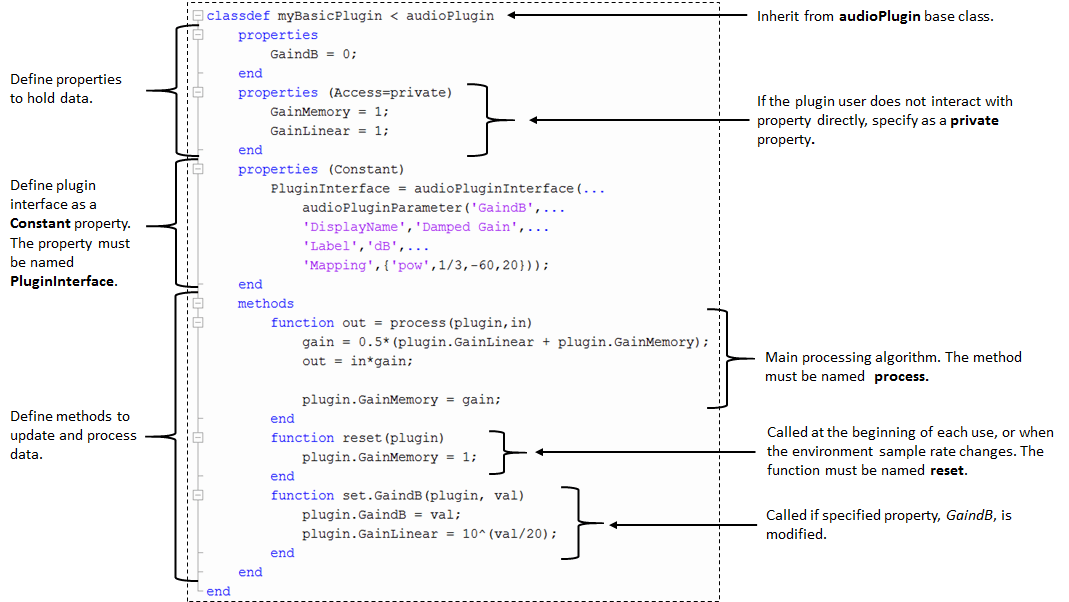 classdef myBasicPlugin < audioPlugin
Inherit from audioPlugin base class.
properties
GaindB = 0;
end
Define properties
to hold data.
properties (Access=private)
GainMemory = 1;
GainLinear = 1;
end
If the plugin user does not interact with
property directly, specify as a private
property.
properties (Constant)
PluginInterface = audioPluginInterface(...
audioPluginParameter('GaindB',...
'DisplayName','Damped Gain',...
'Label','dB',...
'Mapping',{'pow',1/3,-60,20}));
end
Define plugin
interface as a
Constant property.
The property must
be named
PluginInterface.
methods
function out = process(plugin,in)
gain = 0.5*(plugin.GainLinear + plugin.GainMemory);
out = in*gain;
plugin.GainMemory = gain;
end
Main processing algorithm. The method
must be named process.
Define methods to
update and process
data.
function reset(plugin)
plugin.GainMemory = 1;
end
Called at the beginning of each use, or when
the environment sample rate changes. The
function must be named reset.
function set.GaindB(plugin, val)
plugin.GaindB = val;
plugin.GainLinear = 10^(val/20);
end
Called if specified property, GaindB, is
modified.
end
end